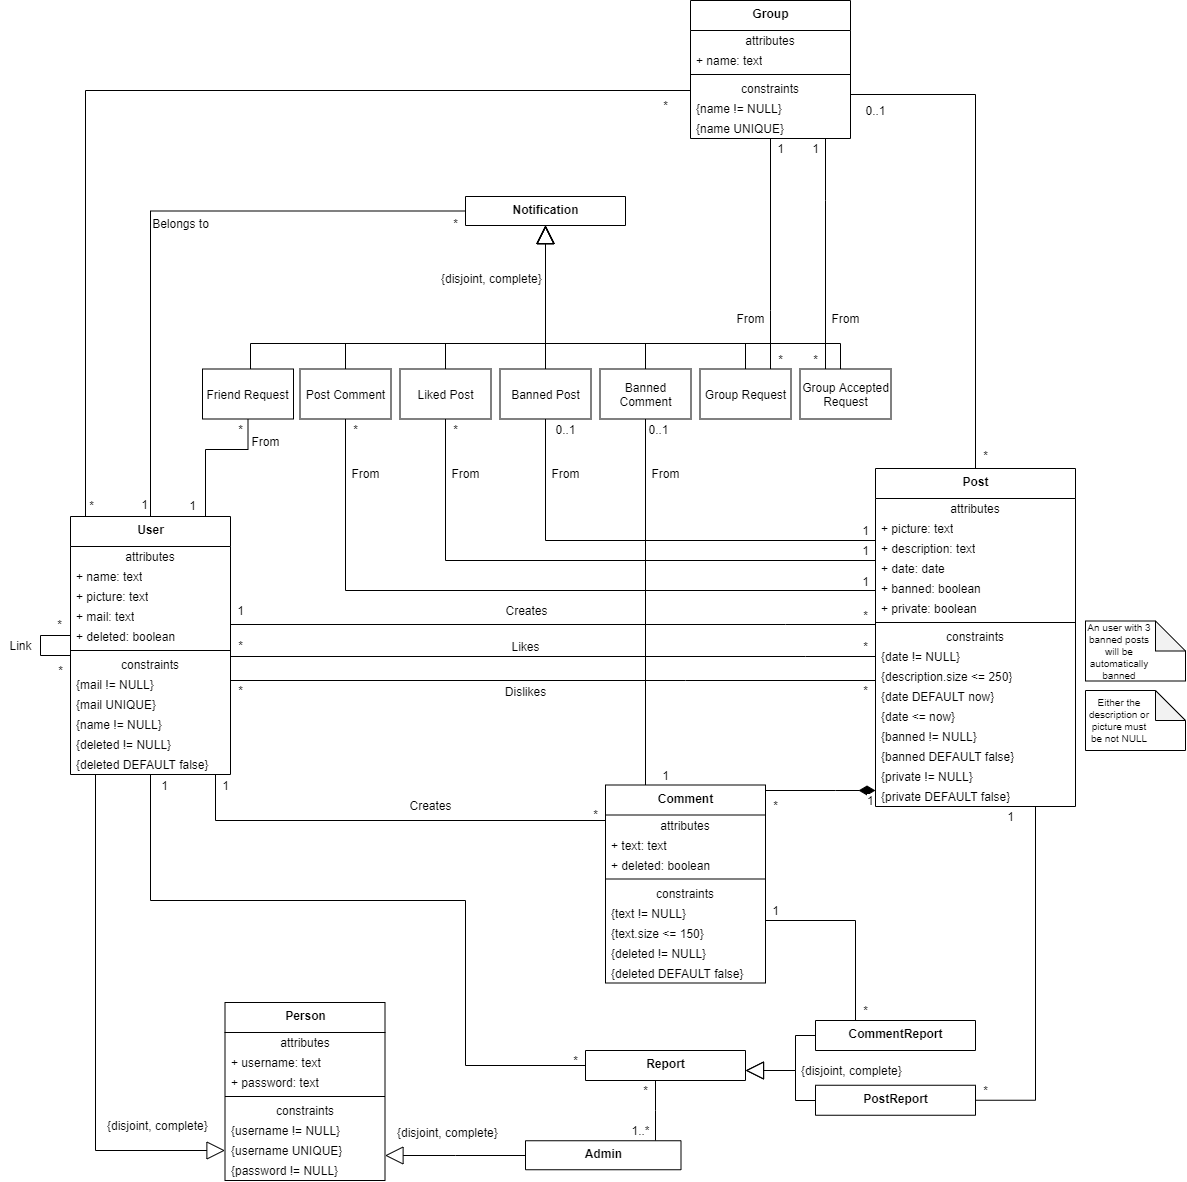 Group
attributes
+ name: text
constraints
{name != NULL}
{name UNIQUE}
*
0..1
1
1
Notification
Belongs to
*
{disjoint, complete}
From
From
*
*
Friend Request
Post Comment
Liked Post
Banned Post
Banned
Comment
Group Request
Group Accepted
Request
*
*
*
0..1
0..1
From
From
From
From
From
*
*
1
1
Post
attributes
+ picture: text
+ description: text
+ date: date
+ banned: boolean
+ private: boolean
constraints
{date != NULL}
{description.size <= 250}
{date DEFAULT now}
{date <= now}
{banned != NULL}
{banned DEFAULT false}
{private != NULL}
{private DEFAULT false}
1
1
1
User
attributes
+ name: text
+ picture: text
+ mail: text
+ deleted: boolean
constraints
{mail != NULL}
{mail UNIQUE}
{name != NULL}
{deleted != NULL}
{deleted DEFAULT false}
*
Link
*
1
Creates
*
*
Likes
*
*
Dislikes
*
An user with 3
banned posts
will be
automatically
banned
Either the
description or
picture must
be not NULL
1
1
Creates
*
1
*
1
1
Comment
attributes
+ text: text
+ deleted: boolean
constraints
{text != NULL}
{text.size <= 150}
{deleted != NULL}
{deleted DEFAULT false}
1
*
Person
attributes
+ username: text
+ password: text
constraints
{username != NULL}
{username UNIQUE}
{password != NULL}
{disjoint, complete}
{disjoint, complete}
*
Report
*
1..*
Admin
CommentReport
{disjoint, complete}
PostReport
*